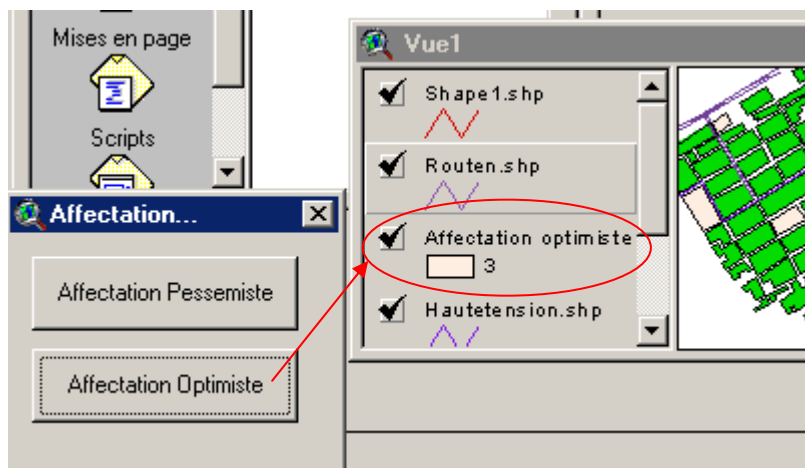 Mises en page
Scripts
Affectation...
Affectation Pessemiste
Affectation Optimiste
Vue1
Shape1.shp
Routen.shp
Affectation optimiste
3
Hautetension.shp